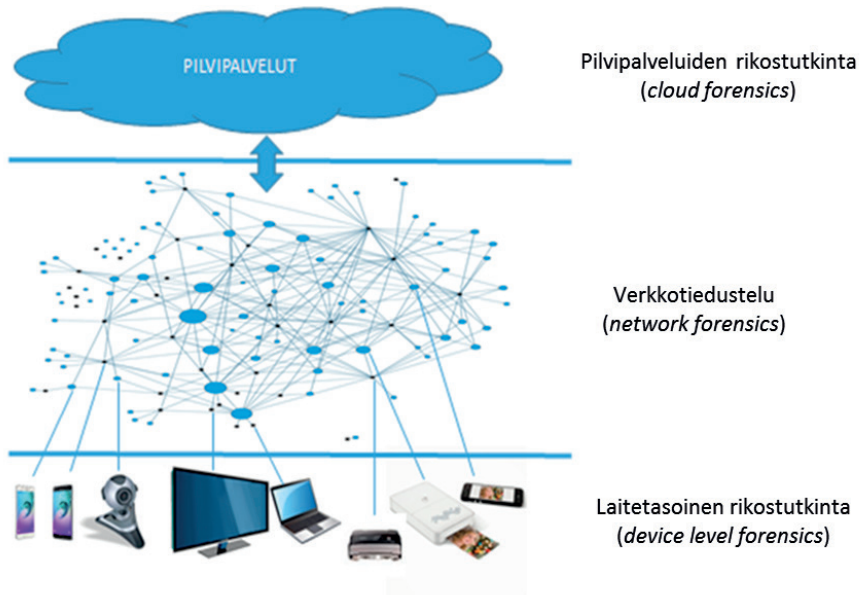 PILVIPALVELUT
Pilvipalveluiden rikostutkinta
(cloud forensics)
Verkkotiedustelu
(network forensics)
Laitetasoinen rikostutkinta
(device level forensics)